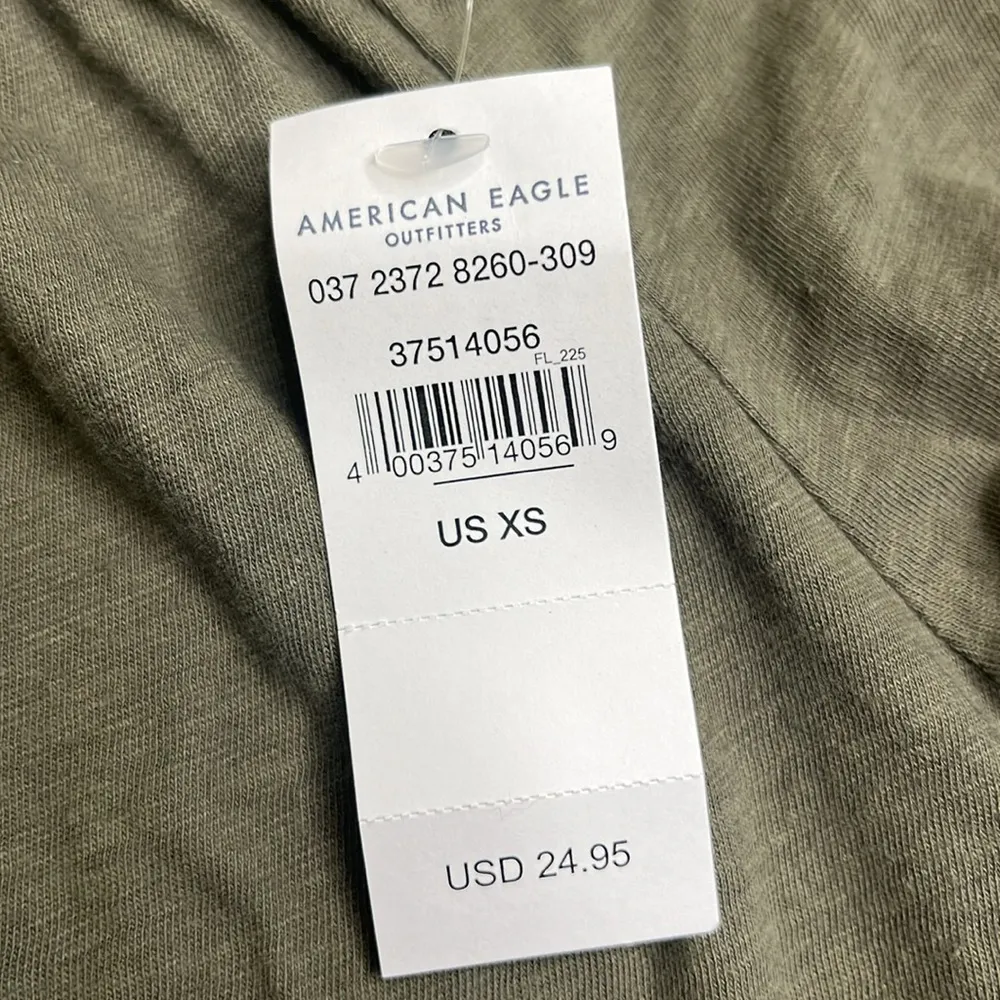 AMERICAN EAGLE
OUTFITTERS
037 2372 8260-309
37514056
FL_225
4 00375 14056 9
US XS
USD 24.95